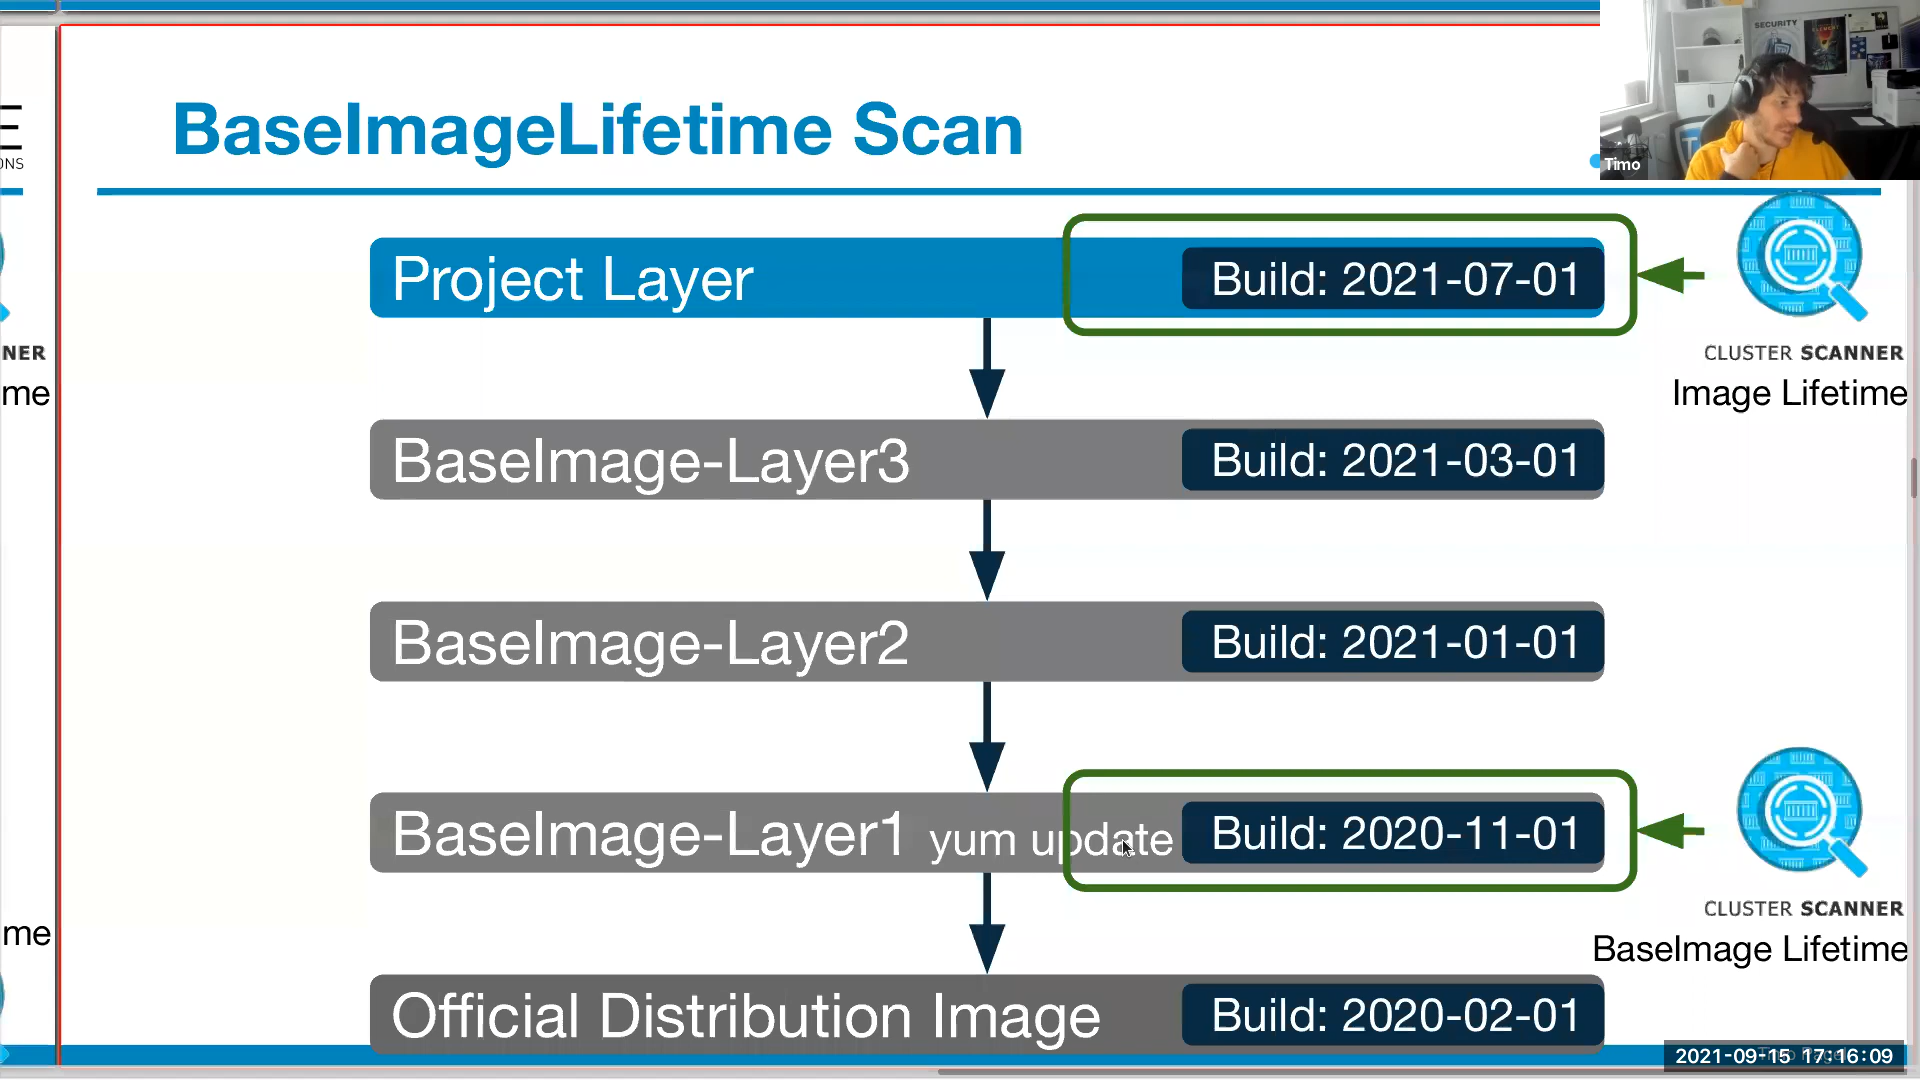 SECURITY
Timo
E
ONS
BaseImageLifetime Scan
Project Layer
Build: 2021-07-01
CLUSTER SCANNER
Image Lifetime
NER
me
BaseImage-Layer3
Build: 2021-03-01
BaseImage-Layer2
Build: 2021-01-01
BaseImage-Layer1 yum update
Build: 2020-11-01
CLUSTER SCANNER
BaseImage Lifetime
me
Official Distribution Image
Build: 2020-02-01
2021-09-15 17:16:09